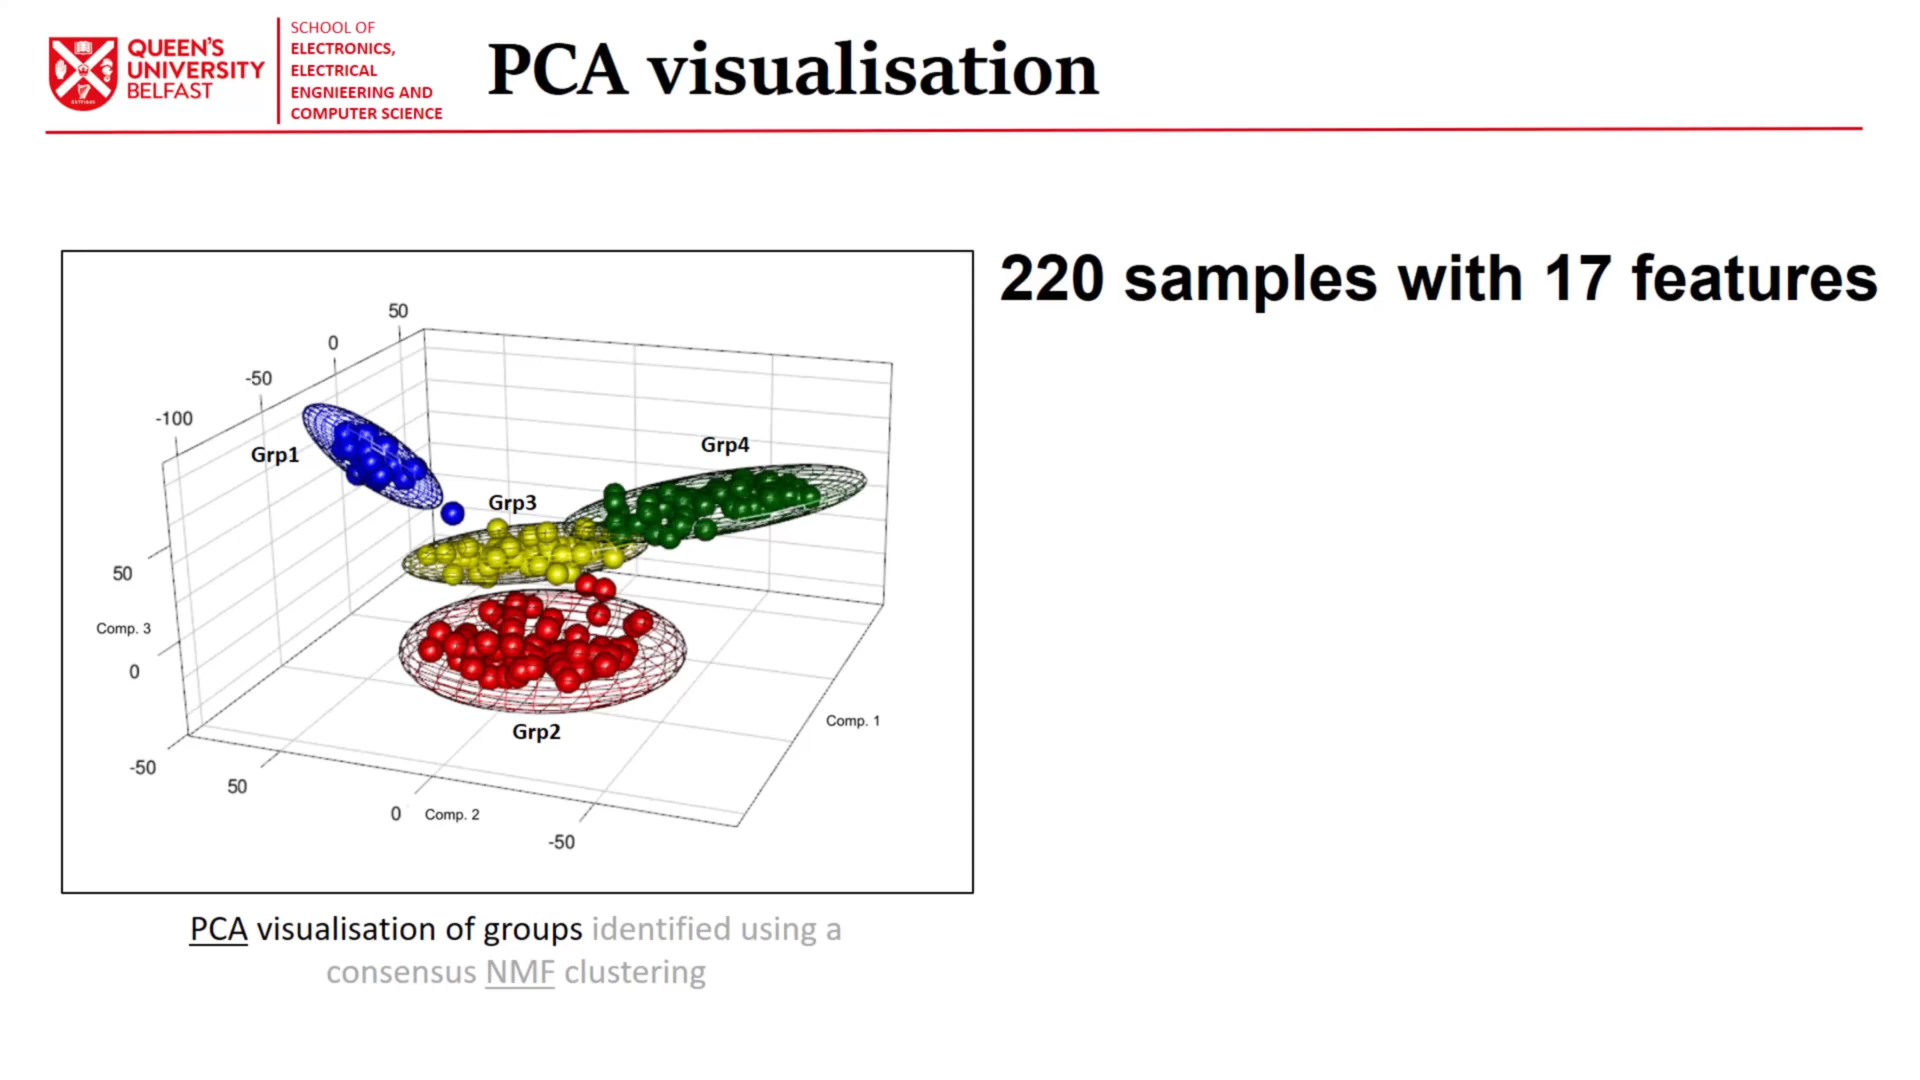 QUEEN'S
UNIVERSITY
BELFAST
ESTP1845
SCHOOL OF
ELECTRONICS,
ELECTRICAL
ENGNIEERING AND
COMPUTER SCIENCE
PCA visualisation
220 samples with 17 features
50
0
-50
-100
Grp1
Grp4
Grp3
50
Comp. 3
0
-50
Grp2
Comp. 1
50
0
Comp. 2
-50
PCA visualisation of groups identified using a
consensus NMF clustering